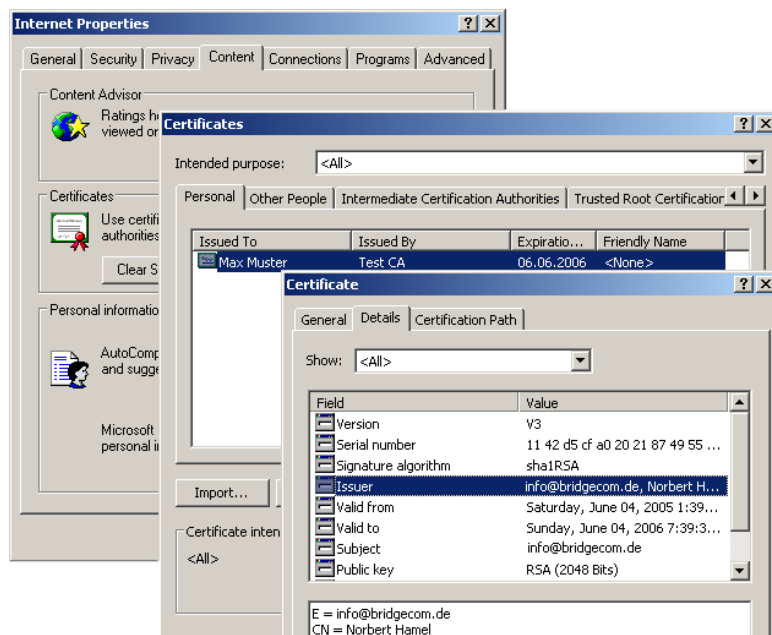 Internet Properties
General Security Privacy Content Connections Programs Advanced
Content Advisor
Ratings
viewed or
Certificates
Use certifi
authorities
Clear S
Personal informatio
AutoComp
and sugge
Microsoft
personal i
Certificates
Intended purpose: <All>
Personal Other People Intermediate Certification Authorities Trusted Root Certification
Issued To Issued By Expiratio... Friendly Name
Max Muster Test CA 06.06.2006 <None>
Import...
Certificate inten
<All>
Certificate
General Details Certification Path
Show: <All>
Field Value
Version V3
Serial number 11 42 d5 cf a0 20 21 87 49 55 ...
Signature algorithm sha1RSA
Issuer info@bridgecom.de, Norbert H...
Valid from Saturday, June 04, 2005 1:39...
Valid to Sunday, June 04, 2006 7:39:3...
Subject info@bridgecom.de
Public key RSA (2048 Bits)
E = info@bridgecom.de
CN = Norbert Hamel